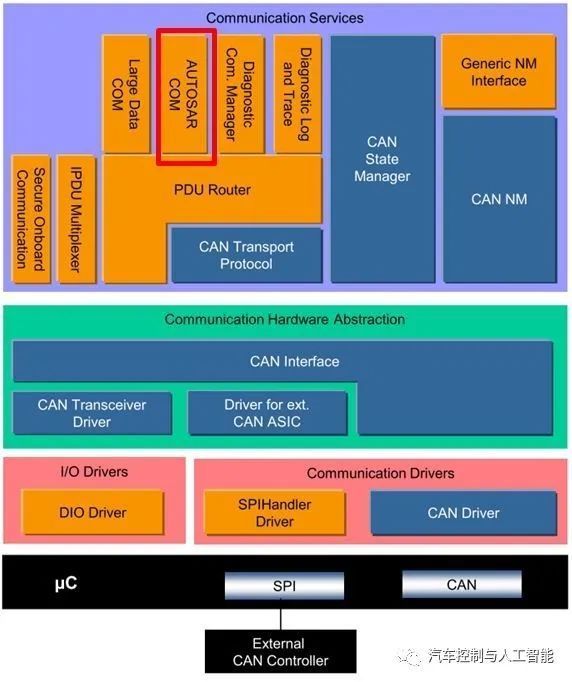 Communication Services
Large Data
COM
AUTOSAR
COM
Diagnostic
Com. Manager
Diagnostic Log
and Trace
CAN
State
Manager
Generic NM
Interface
Secure Onboard
Communication
IPDU Multiplexer
PDU Router
CAN Transport
Protocol
CAN NM
Communication Hardware Abstraction
CAN Interface
CAN Transceiver
Driver
Driver for ext.
CAN ASIC
I/O Drivers
Communication Drivers
DIO Driver
SPIHandler
Driver
CAN Driver
µC
SPI
CAN
External
CAN Controller
汽车控制与人工智能